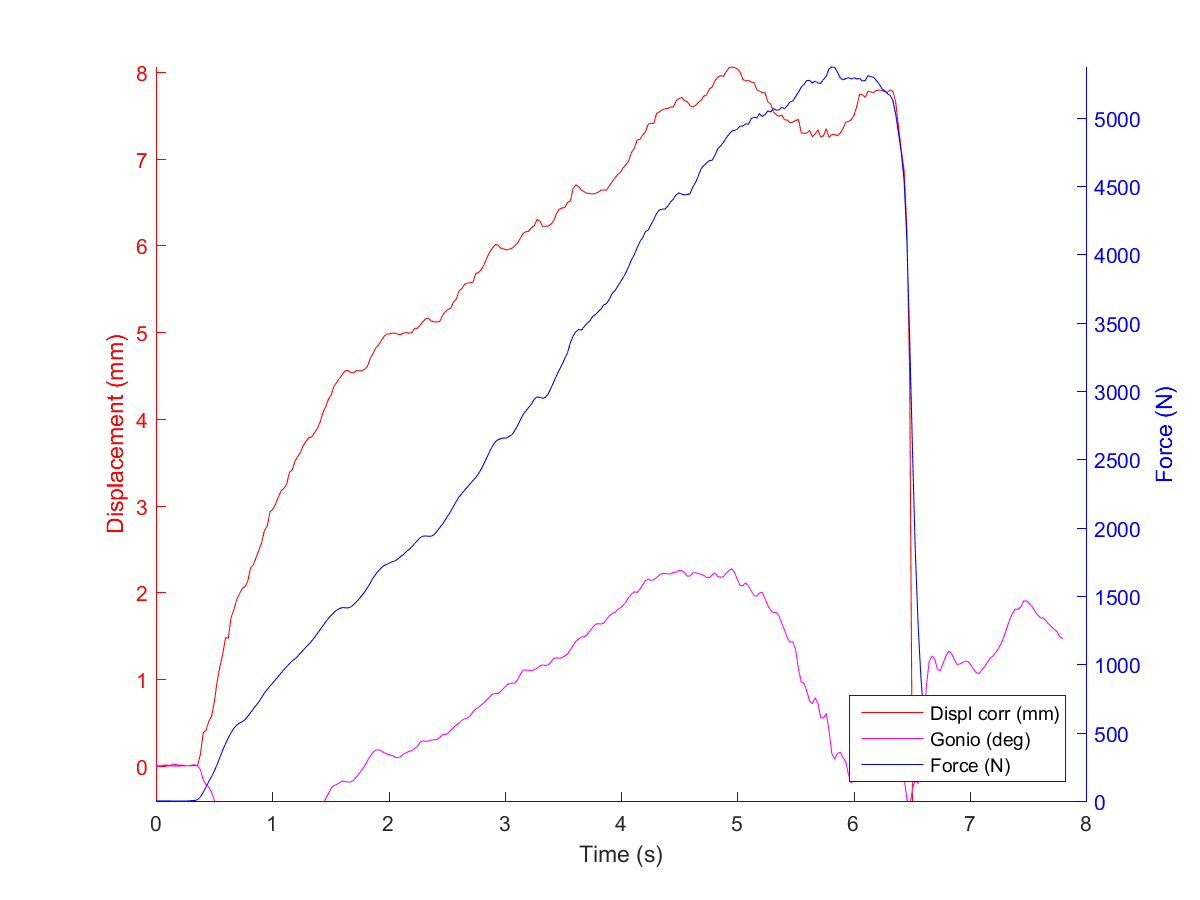 8
7
6
5
4
3
2
1
0
Displacement (mm)
5000
4500
4000
3500
3000
2500
2000
1500
1000
500
0
Force (N)
Displ corr (mm)
Gonio (deg)
Force (N)
0 1 2 3 4 5 6 7 8
Time (s)